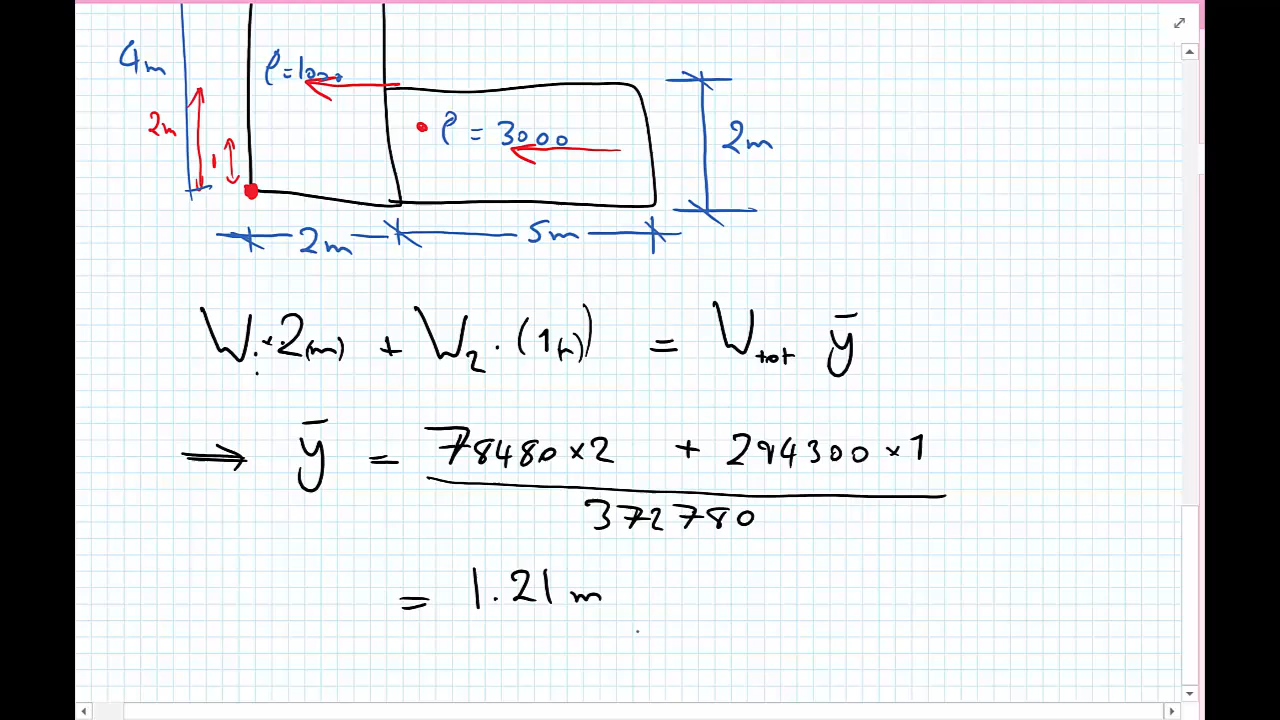 4m
ρ = 1000
2m
1
ρ = 3000
2m
2m
5m
W₁ × 2(m) + W₂ · (1m) = W_tot ȳ
⇒ ȳ = (78480 × 2 + 294300 × 1) / 372780
= 1.21 m